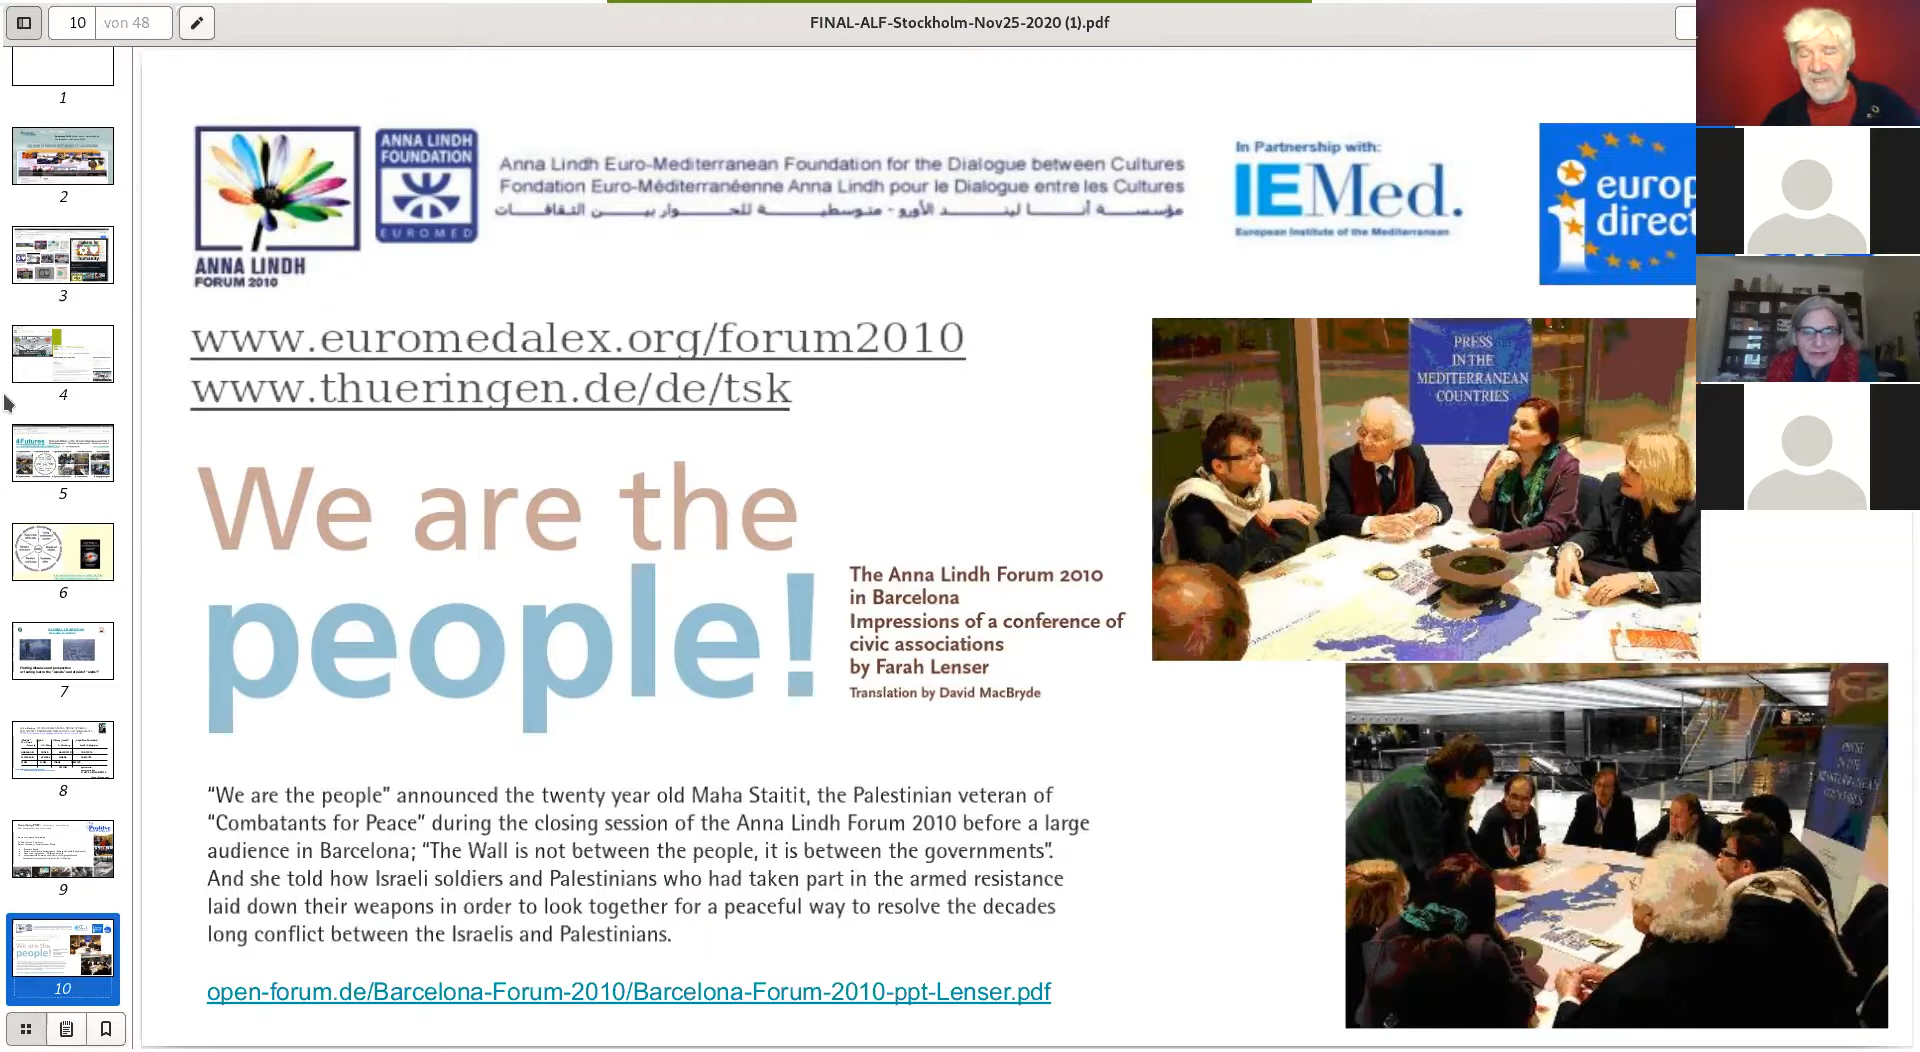 10
von 48
FINAL-ALF-Stockholm-Nov25-2020 (1).pdf
1
2
3
4
4Futures
5
6
7
8
9
10
ANNA LINDH
FORUM 2010
ANNA LINDH
FOUNDATION
EUROMED
Anna Lindh Euro-Mediterranean Foundation for the Dialogue between Cultures
Fondation Euro-Méditerranéenne Anna Lindh pour le Dialogue entre les Cultures
مؤسسة أنا ليند الأورو - متوسطية للحوار بين الثقافات
In Partnership with:
IEMed.
European Institute of the Mediterranean
europ
direct
www.euromedalex.org/forum2010
www.thueringen.de/de/tsk
We are the
people!
The Anna Lindh Forum 2010
in Barcelona
Impressions of a conference of
civic associations
by Farah Lenser
Translation by David MacBryde
PRESS
IN THE
MEDITERRANEAN
COUNTRIES
“We are the people” announced the twenty year old Maha Staitit, the Palestinian veteran of
“Combatants for Peace” during the closing session of the Anna Lindh Forum 2010 before a large
audience in Barcelona; “The Wall is not between the people, it is between the governments”.
And she told how Israeli soldiers and Palestinians who had taken part in the armed resistance
laid down their weapons in order to look together for a peaceful way to resolve the decades
long conflict between the Israelis and Palestinians.
open-forum.de/Barcelona-Forum-2010/Barcelona-Forum-2010-ppt-Lenser.pdf